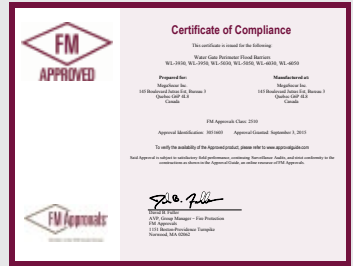 FM
APPROVED
Certificate of Compliance
This certificate is issued for the following:
Water Gate Perimeter Flood Barriers
WL-3930, WL-3950, WL-5030, WL-5050, WL-6030, WL-6050
Prepared for:
Manufactured at:
MegaSecur Inc.
145 Boulevard Jutras Est, Bureau 3
Quebec G6P 4L8
Canada
MegaSecur Inc.
145 Boulevard Jutras Est, Bureau 3
Quebec G6P 4L8
Canada
FM Approvals Class: 2510
Approval Identification: 3051603 Approval Granted: September 3, 2015
To verify the availability of the Approved product, please refer to www.approvalguide.com
Said Approval is subject to satisfactory field performance, continuing Surveillance Audits, and strict conformity to the
constructions as shown in the Approval Guide, an online resource of FM Approvals.
David B. Fuller
AVP, Group Manager – Fire Protection
FM Approvals
1151 Boston-Providence Turnpike
Norwood, MA 02062
FM Approvals